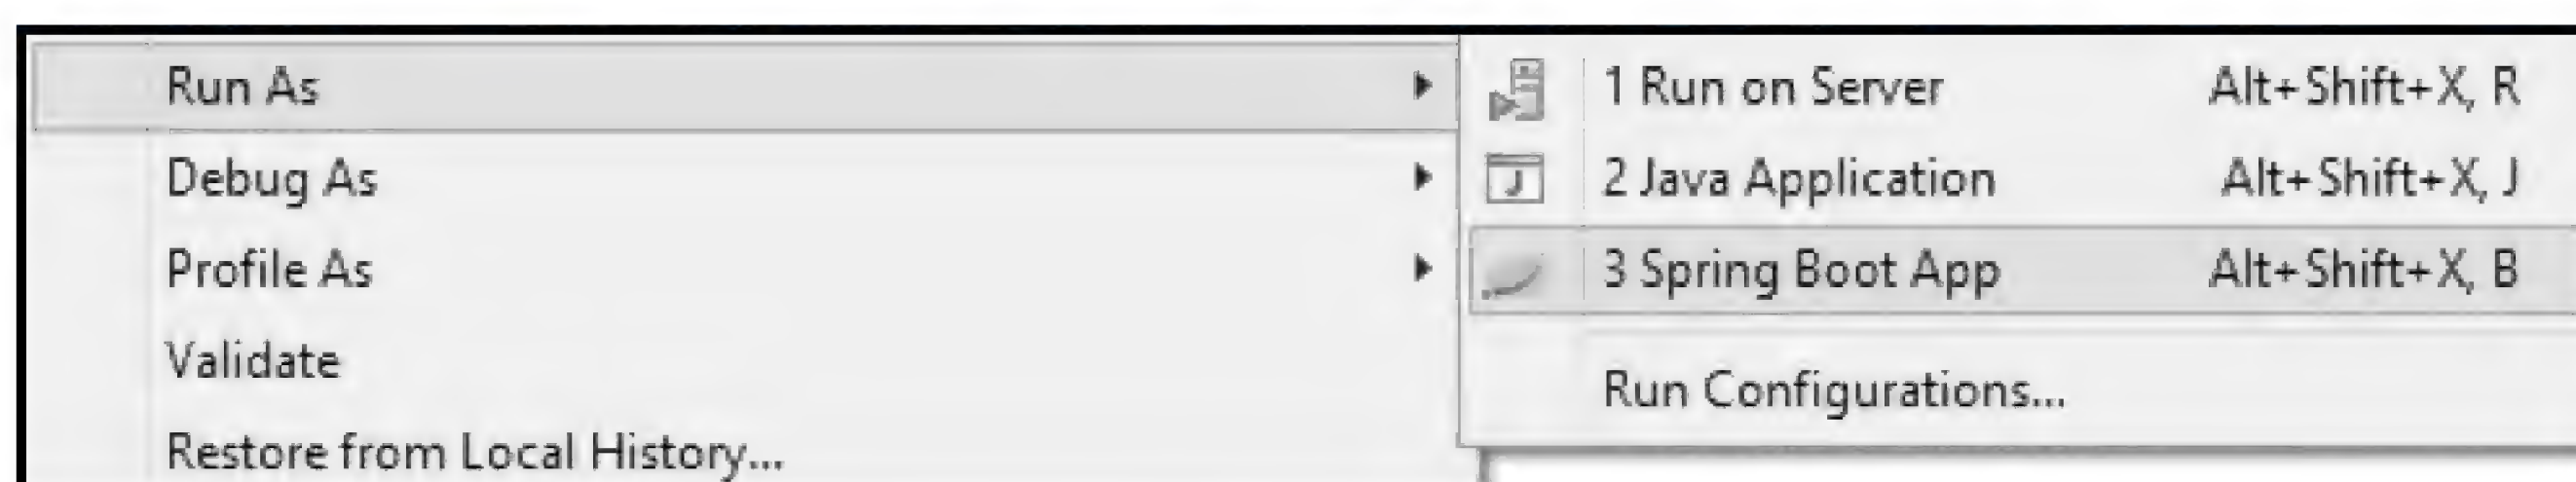 Run As
Debug As
Profile As
Validate
Restore from Local History...
1 Run on Server Alt+Shift+X, R
2 Java Application Alt+Shift+X, J
3 Spring Boot App Alt+Shift+X, B
Run Configurations...